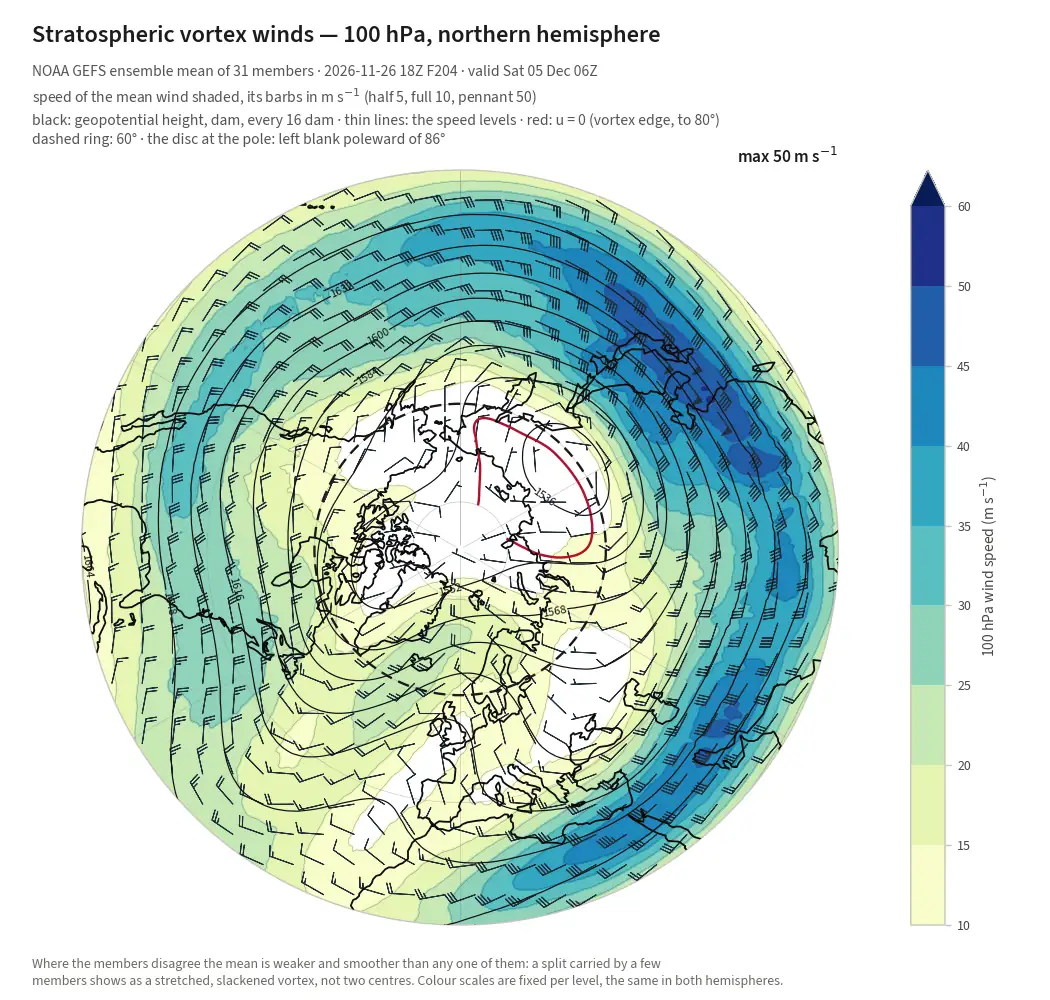 Stratospheric vortex winds — 100 hPa, northern hemisphere
NOAA GEFS ensemble mean of 31 members · 2026-11-26 18Z F204 · valid Sat 05 Dec 06Z
speed of the mean wind shaded, its barbs in m s⁻¹ (half 5, full 10, pennant 50)
black: geopotential height, dam, every 16 dam · thin lines: the speed levels · red: u = 0 (vortex edge, to 80°)
dashed ring: 60° · the disc at the pole: left blank poleward of 86°
max 50 m s⁻¹
60
50
45
40
35
30
25
20
15
10
100 hPa wind speed (m s⁻¹)
1600
1584
1536
1568
1616
Where the members disagree the mean is weaker and smoother than any one of them: a split carried by a few
members shows as a stretched, slackened vortex, not two centres. Colour scales are fixed per level, the same in both hemispheres.